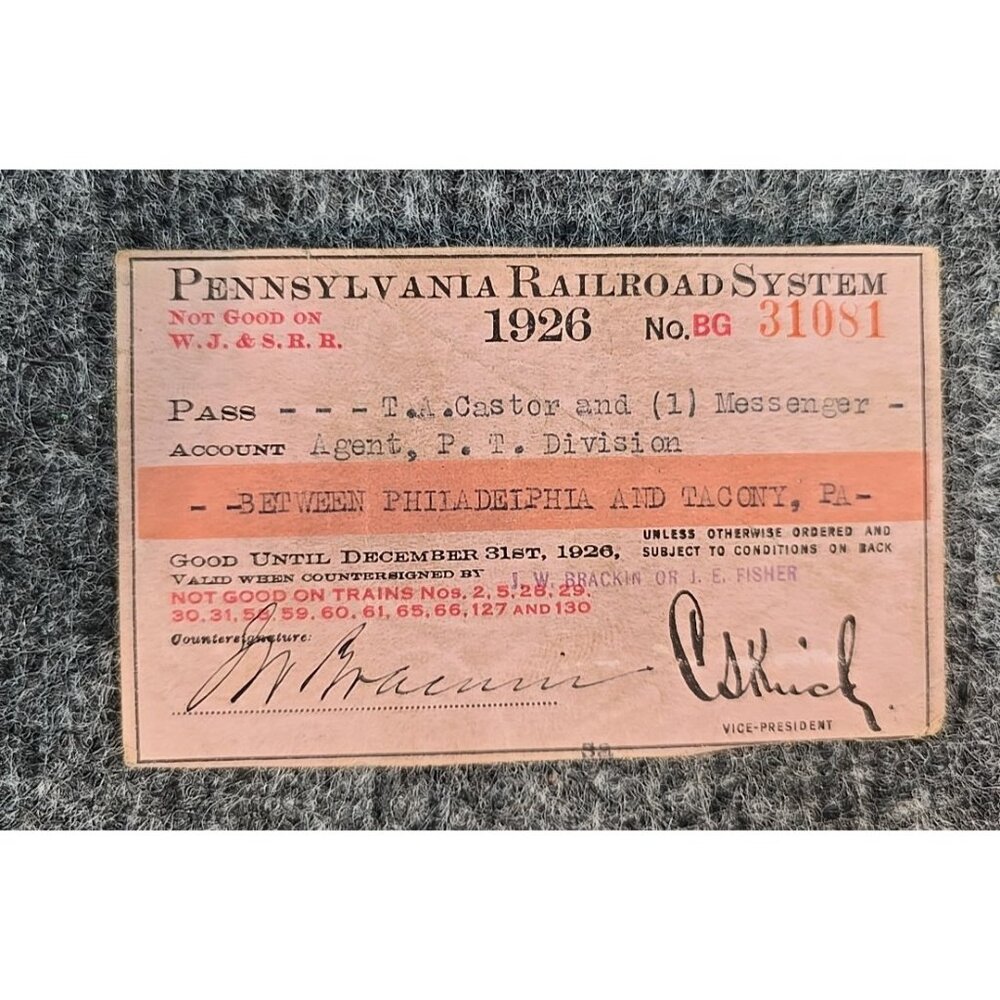 PENNSYLVANIA RAILROAD SYSTEM
NOT GOOD ON
W. J. & S. R. R.
1926 No. BG 31081
PASS - - - T.A.Castor and (1) Messenger -
ACCOUNT Agent, P. T. Division
- -BETWEEN PHILADELPHIA AND TACONY, PA-
GOOD UNTIL DECEMBER 31ST, 1926,
UNLESS OTHERWISE ORDERED AND
SUBJECT TO CONDITIONS ON BACK
VALID WHEN COUNTERSIGNED BY J. W. BRACKIN OR J. E. FISHER
NOT GOOD ON TRAINS Nos. 2, 5, 28, 29,
30, 31, 58, 59, 60, 61, 65, 66, 127 AND 130
Countersignature:
J W Brackin
VICE-PRESIDENT